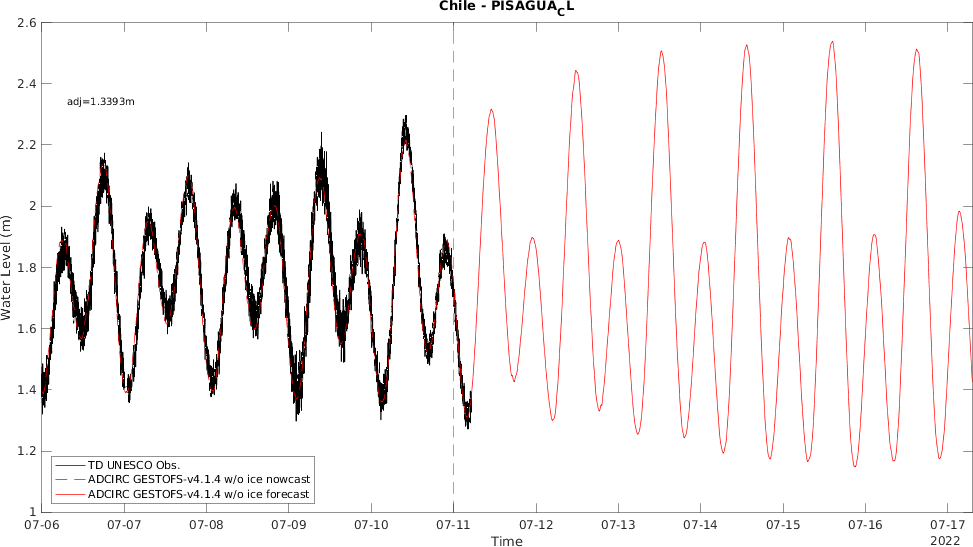 Chile - PISAGUA_CL
2.6
2.4
2.2
2
1.8
1.6
1.4
1.2
1
Water Level (m)
adj=1.3393m
TD UNESCO Obs.
ADCIRC GESTOFS-v4.1.4 w/o ice nowcast
ADCIRC GESTOFS-v4.1.4 w/o ice forecast
07-06 07-07 07-08 07-09 07-10 07-11 07-12 07-13 07-14 07-15 07-16 07-17
Time
2022